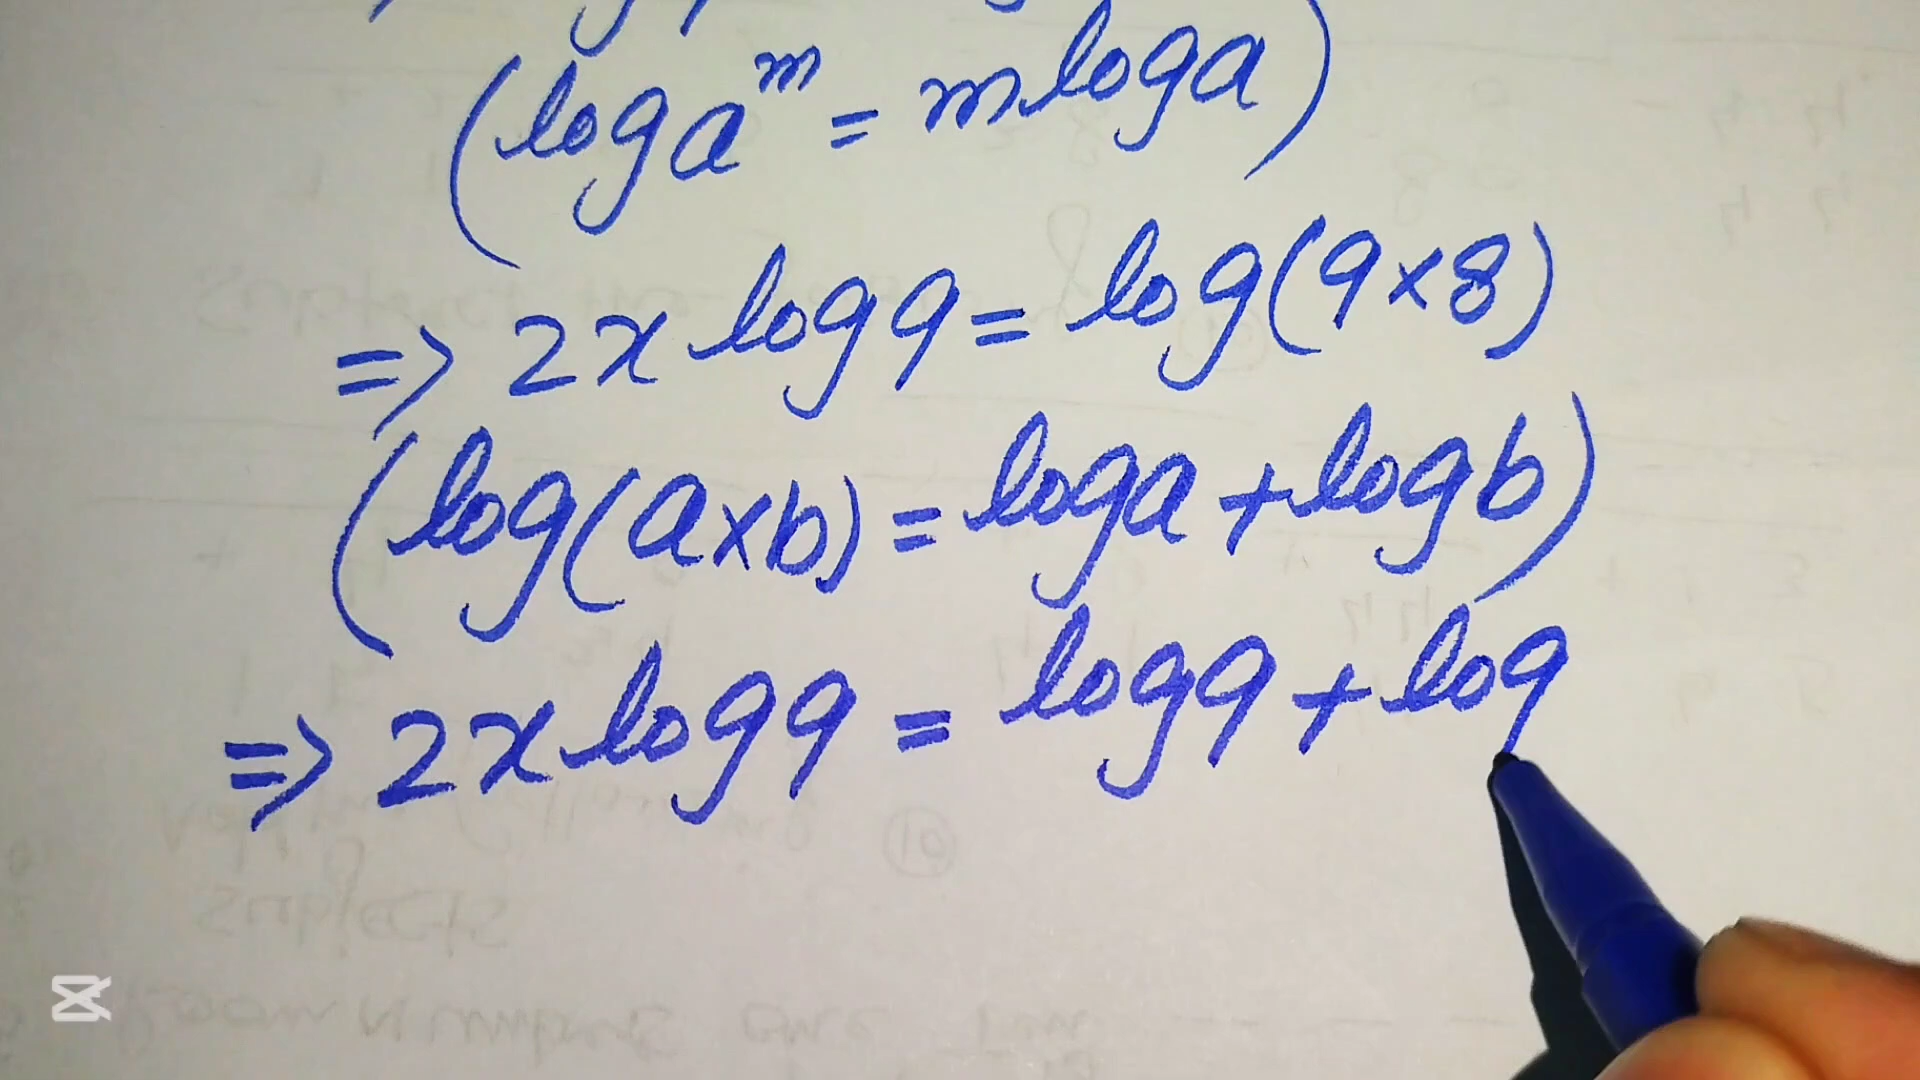 (log a^m = m log a)
=> 2x log 9 = log(9×8)
(log(a×b) = log a + log b)
=> 2x log 9 = log 9 + log